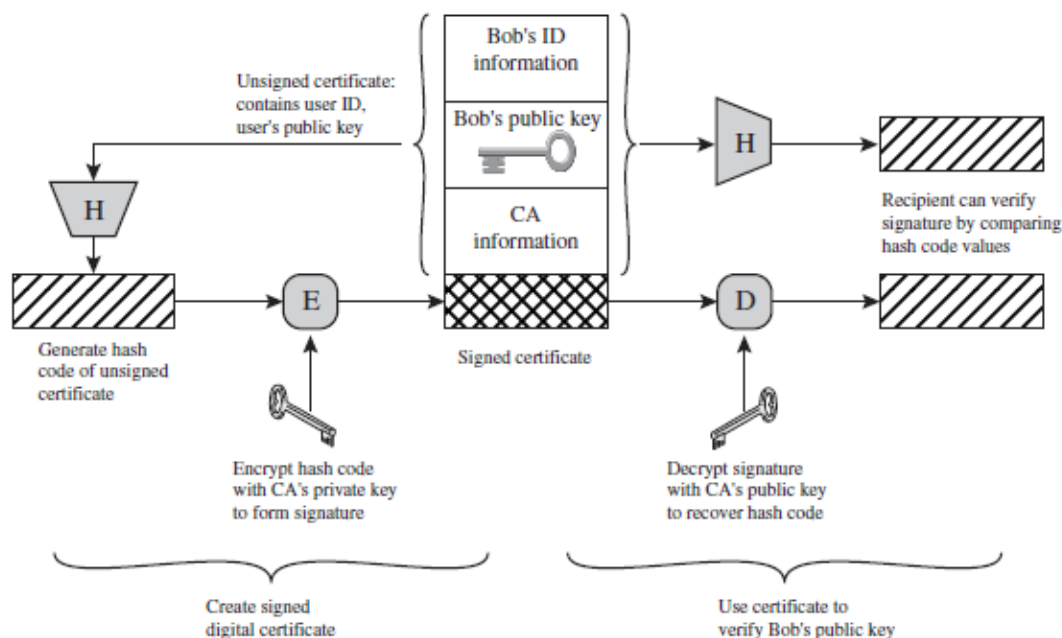 Bob's ID
information
Unsigned certificate:
contains user ID,
user's public key
Bob's public key
H
H
CA
information
Recipient can verify
signature by comparing
hash code values
E
D
Generate hash
code of unsigned
certificate
Signed certificate
Encrypt hash code
with CA's private key
to form signature
Decrypt signature
with CA's public key
to recover hash code
Create signed
digital certificate
Use certificate to
verify Bob's public key